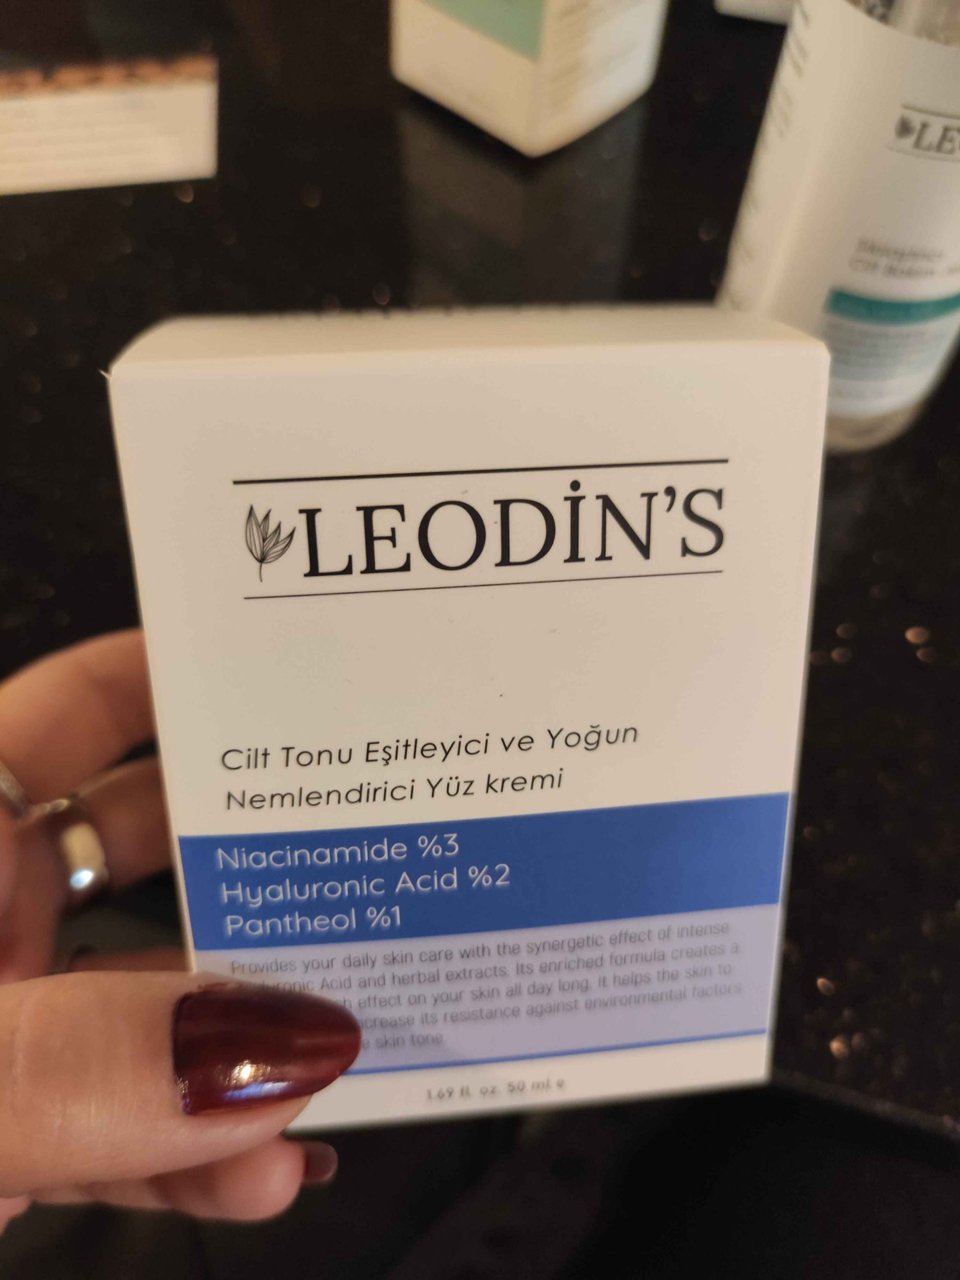 LEODİN'S
Cilt Tonu Eşitleyici ve Yoğun
Nemlendirici Yüz kremi
Niacinamide %3
Hyaluronic Acid %2
Pantheol %1
Provides your daily skin care with the synergetic effect of intense
Acid and herbal extracts. Its enriched formula creates a
effect on your skin all day long. It helps the skin to
its resistance against environmental factors
skin tone
1.69 fl. oz. 50 ml e
LE